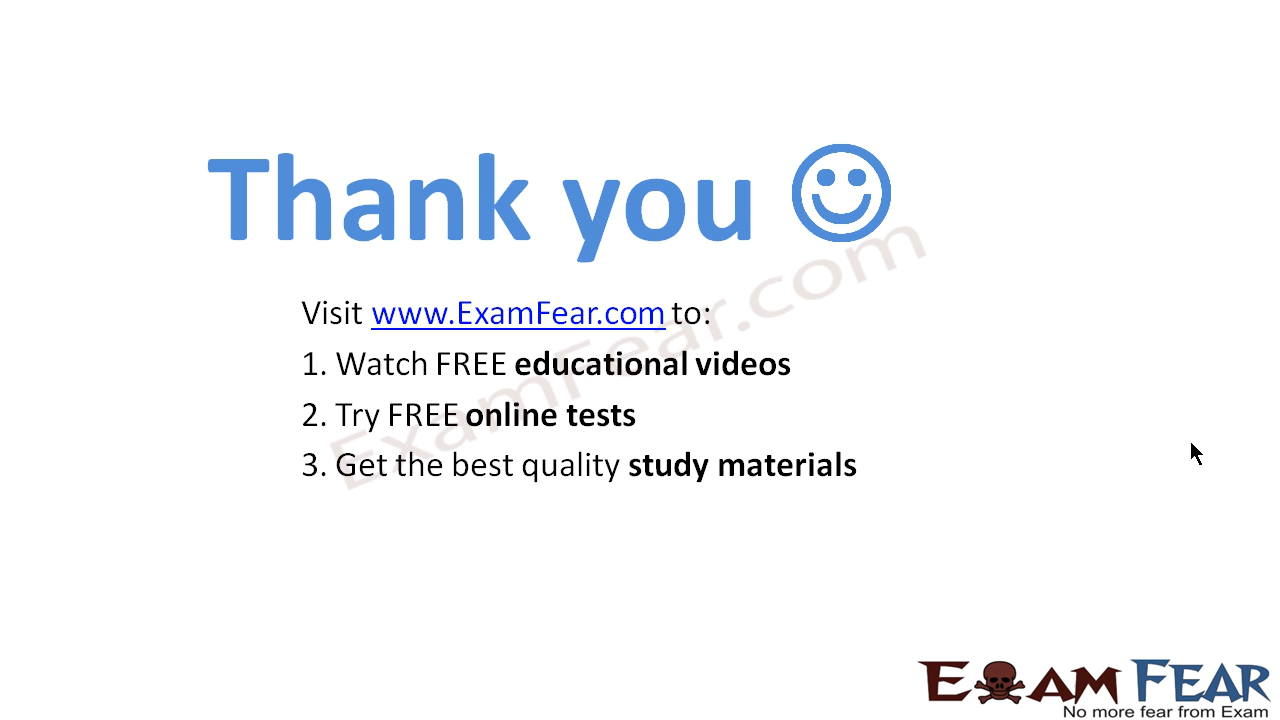 Thank you
Visit www.ExamFear.com to:
1. Watch FREE educational videos
2. Try FREE online tests
3. Get the best quality study materials
ExamFear.com
EXAM FEAR
No more fear from Exam